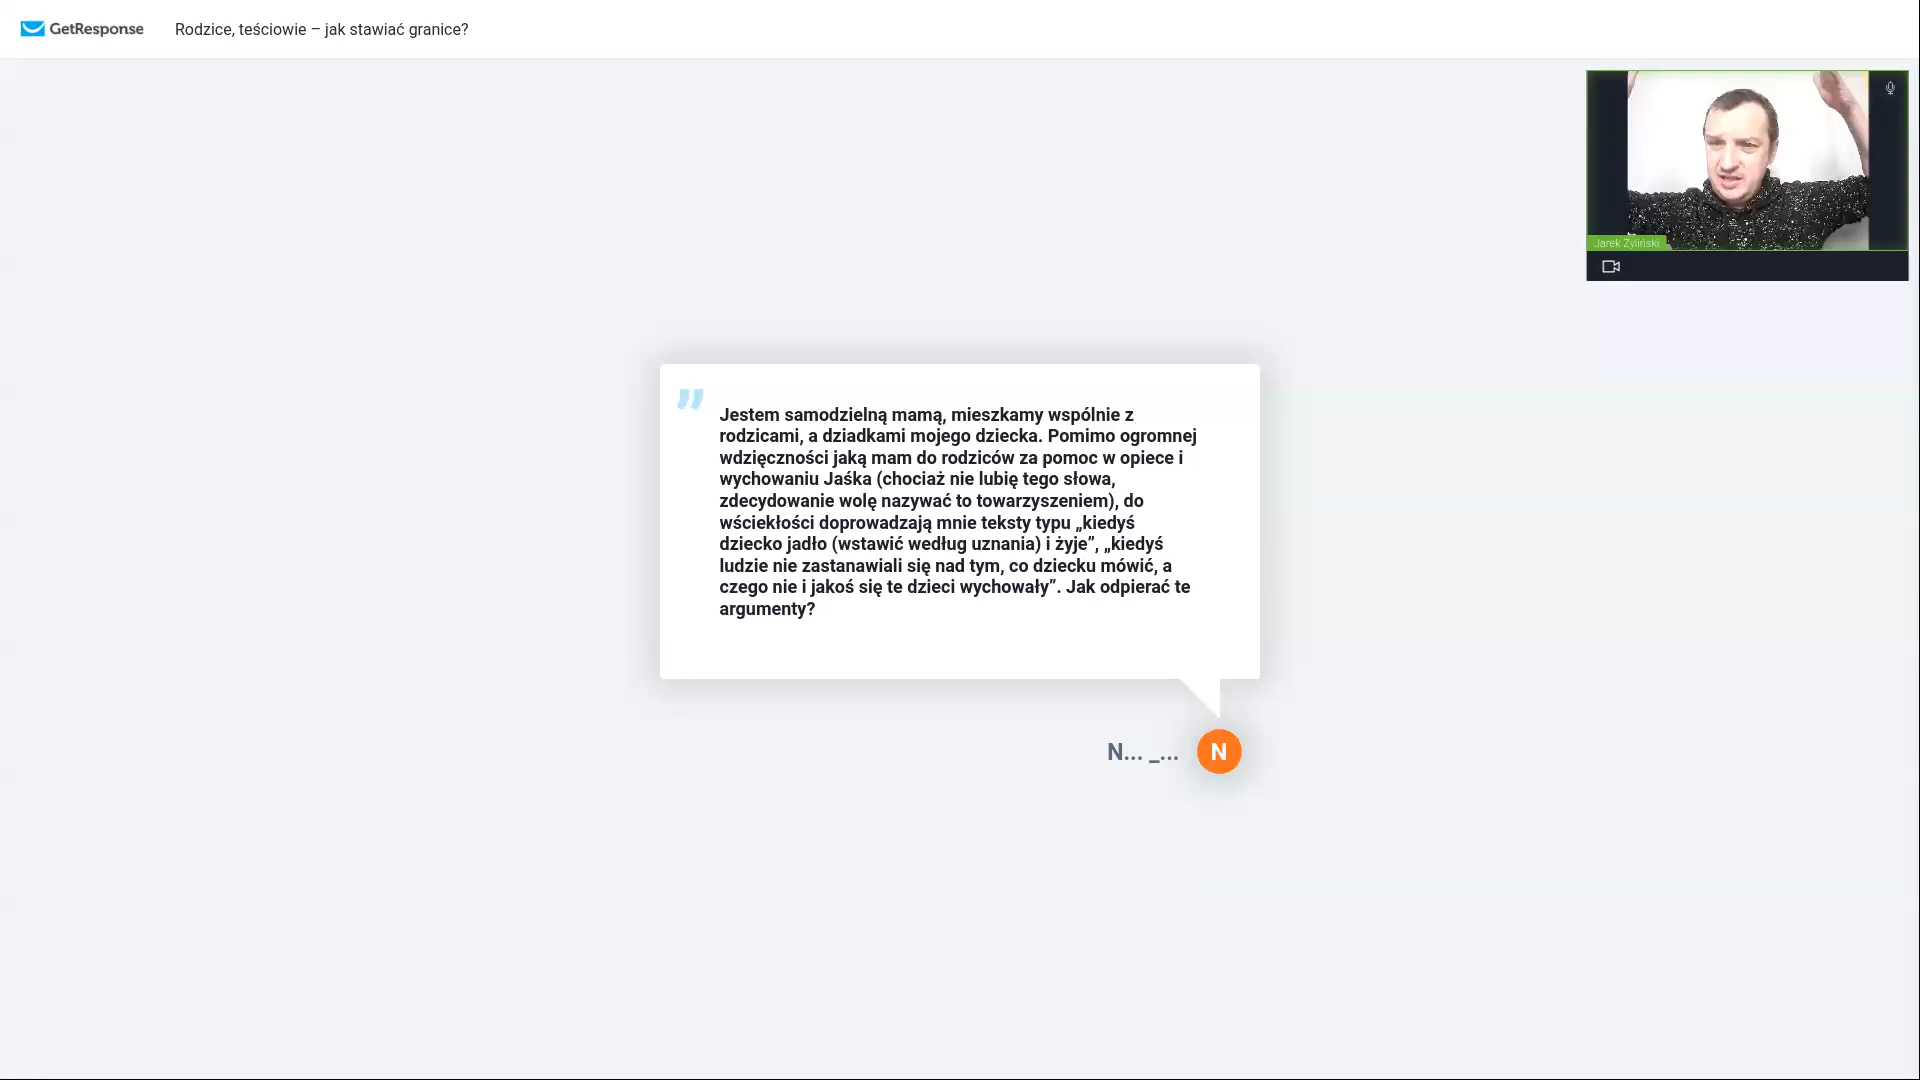 GetResponse
Rodzice, teściowie – jak stawiać granice?
Jarek Żyliński
Jestem samodzielną mamą, mieszkamy wspólnie z
rodzicami, a dziadkami mojego dziecka. Pomimo ogromnej
wdzięczności jaką mam do rodziców za pomoc w opiece i
wychowaniu Jaśka (chociaż nie lubię tego słowa,
zdecydowanie wolę nazywać to towarzyszeniem), do
wściekłości doprowadzają mnie teksty typu „kiedyś
dziecko jadło (wstawić według uznania) i żyje”, „kiedyś
ludzie nie zastanawiali się nad tym, co dziecku mówić, a
czego nie i jakoś się te dzieci wychowały”. Jak odpierać te
argumenty?
N... _...
N